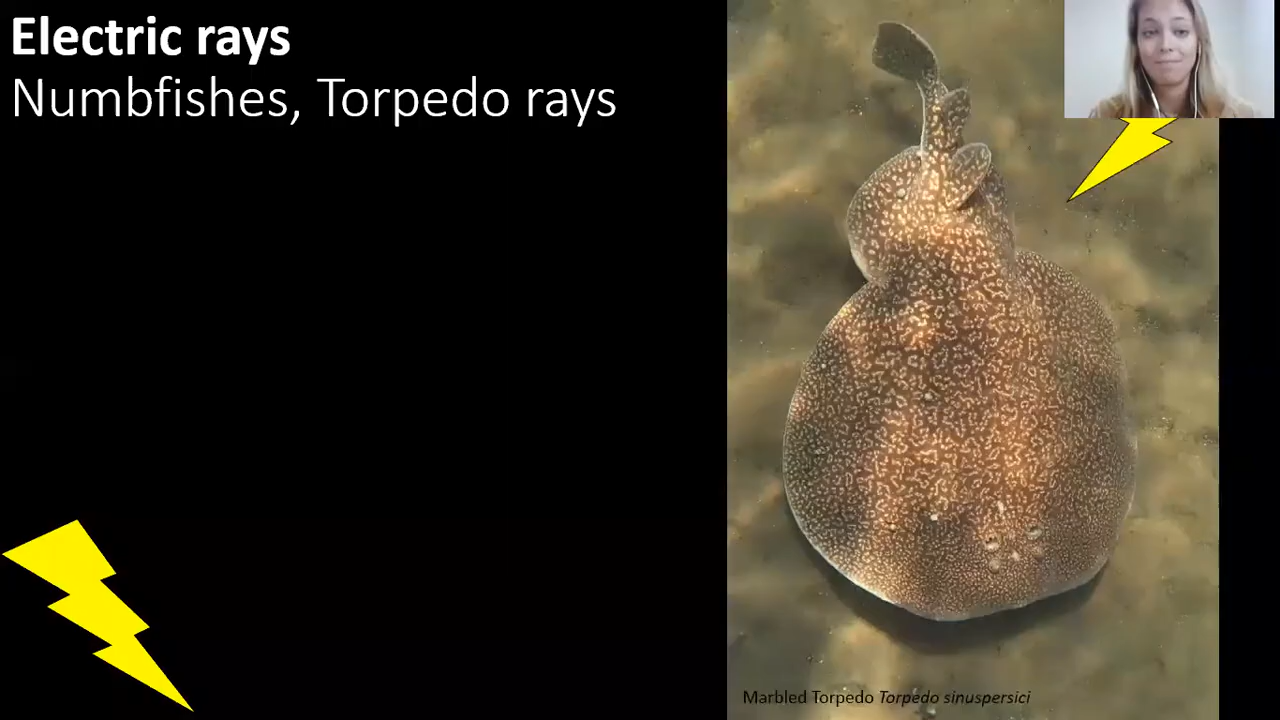 Electric rays
Numbfishes, Torpedo rays
Marbled Torpedo Torpedo sinuspersici